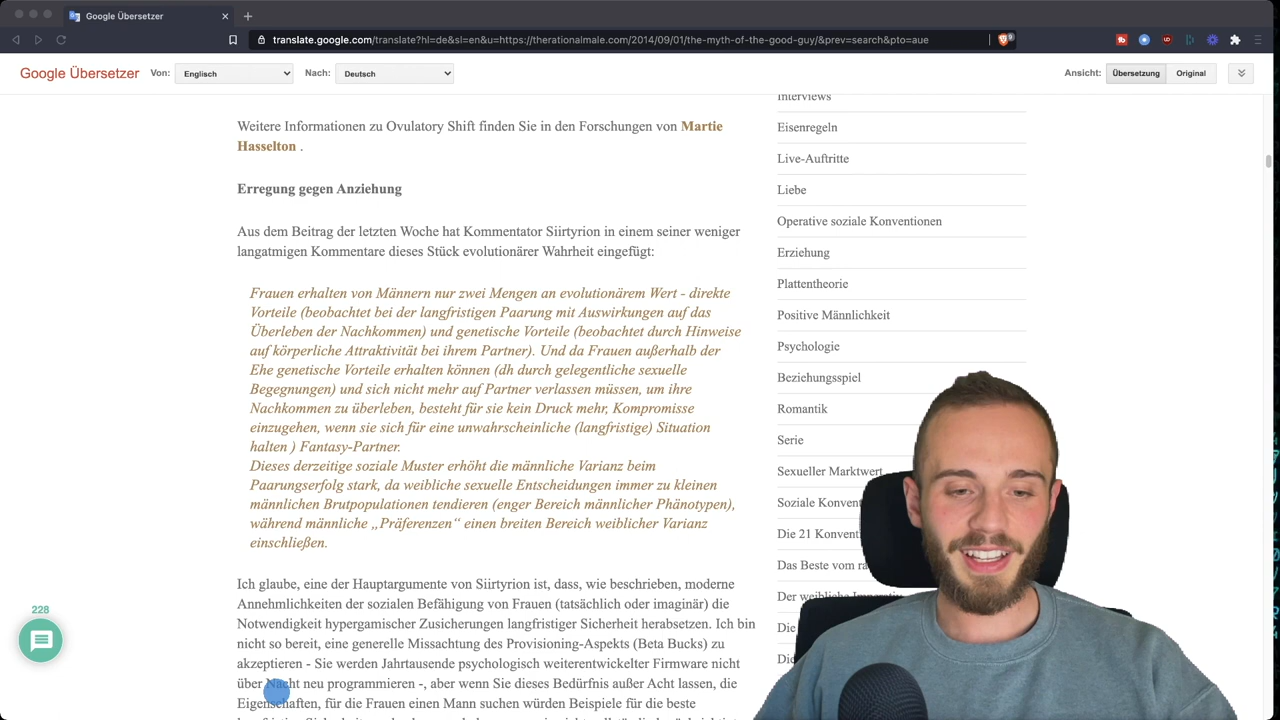 Google Übersetzer
translate.google.com/translate?hl=de&sl=en&u=https://therationalmale.com/2014/09/01/the-myth-of-the-good-guy/&prev=search&pto=aue
Google Übersetzer
Von:
Englisch
Nach:
Deutsch
Ansicht:
Übersetzung
Original
Weitere Informationen zu Ovulatory Shift finden Sie in den Forschungen von Martie
Hasselton .
Erregung gegen Anziehung
Aus dem Beitrag der letzten Woche hat Kommentator Siirtyrion in einem seiner weniger
langatmigen Kommentare dieses Stück evolutionärer Wahrheit eingefügt:
Frauen erhalten von Männern nur zwei Mengen an evolutionärem Wert - direkte
Vorteile (beobachtet bei der langfristigen Paarung mit Auswirkungen auf das
Überleben der Nachkommen) und genetische Vorteile (beobachtet durch Hinweise
auf körperliche Attraktivität bei ihrem Partner). Und da Frauen außerhalb der
Ehe genetische Vorteile erhalten können (dh durch gelegentliche sexuelle
Begegnungen) und sich nicht mehr auf Partner verlassen müssen, um ihre
Nachkommen zu überleben, besteht für sie kein Druck mehr, Kompromisse
einzugehen, wenn sie sich für eine unwahrscheinliche (langfristige) Situation
halten ) Fantasy-Partner.
Dieses derzeitige soziale Muster erhöht die männliche Varianz beim
Paarungserfolg stark, da weibliche sexuelle Entscheidungen immer zu kleinen
männlichen Brutpopulationen tendieren (enger Bereich männlicher Phänotypen),
während männliche „Präferenzen“ einen breiten Bereich weiblicher Varianz
einschließen.
Ich glaube, eine der Hauptargumente von Siirtyrion ist, dass, wie beschrieben, moderne
Annehmlichkeiten der sozialen Befähigung von Frauen (tatsächlich oder imaginär) die
Notwendigkeit hypergamischer Zusicherungen langfristiger Sicherheit herabsetzen. Ich bin
nicht so bereit, eine generelle Missachtung des Provisioning-Aspekts (Beta Bucks) zu
akzeptieren - Sie werden Jahrtausende psychologisch weiterentwickelter Firmware nicht
über Nacht neu programmieren -, aber wenn Sie dieses Bedürfnis außer Acht lassen, die
Eigenschaften, für die Frauen einen Mann suchen würden Beispiele für die beste
228
Interviews
Eisenregeln
Live-Auftritte
Liebe
Operative soziale Konventionen
Erziehung
Plattentheorie
Positive Männlichkeit
Psychologie
Beziehungsspiel
Romantik
Serie
Sexueller Marktwert
Soziale
Die 21
Das Beste vom
Der weibliche
Die